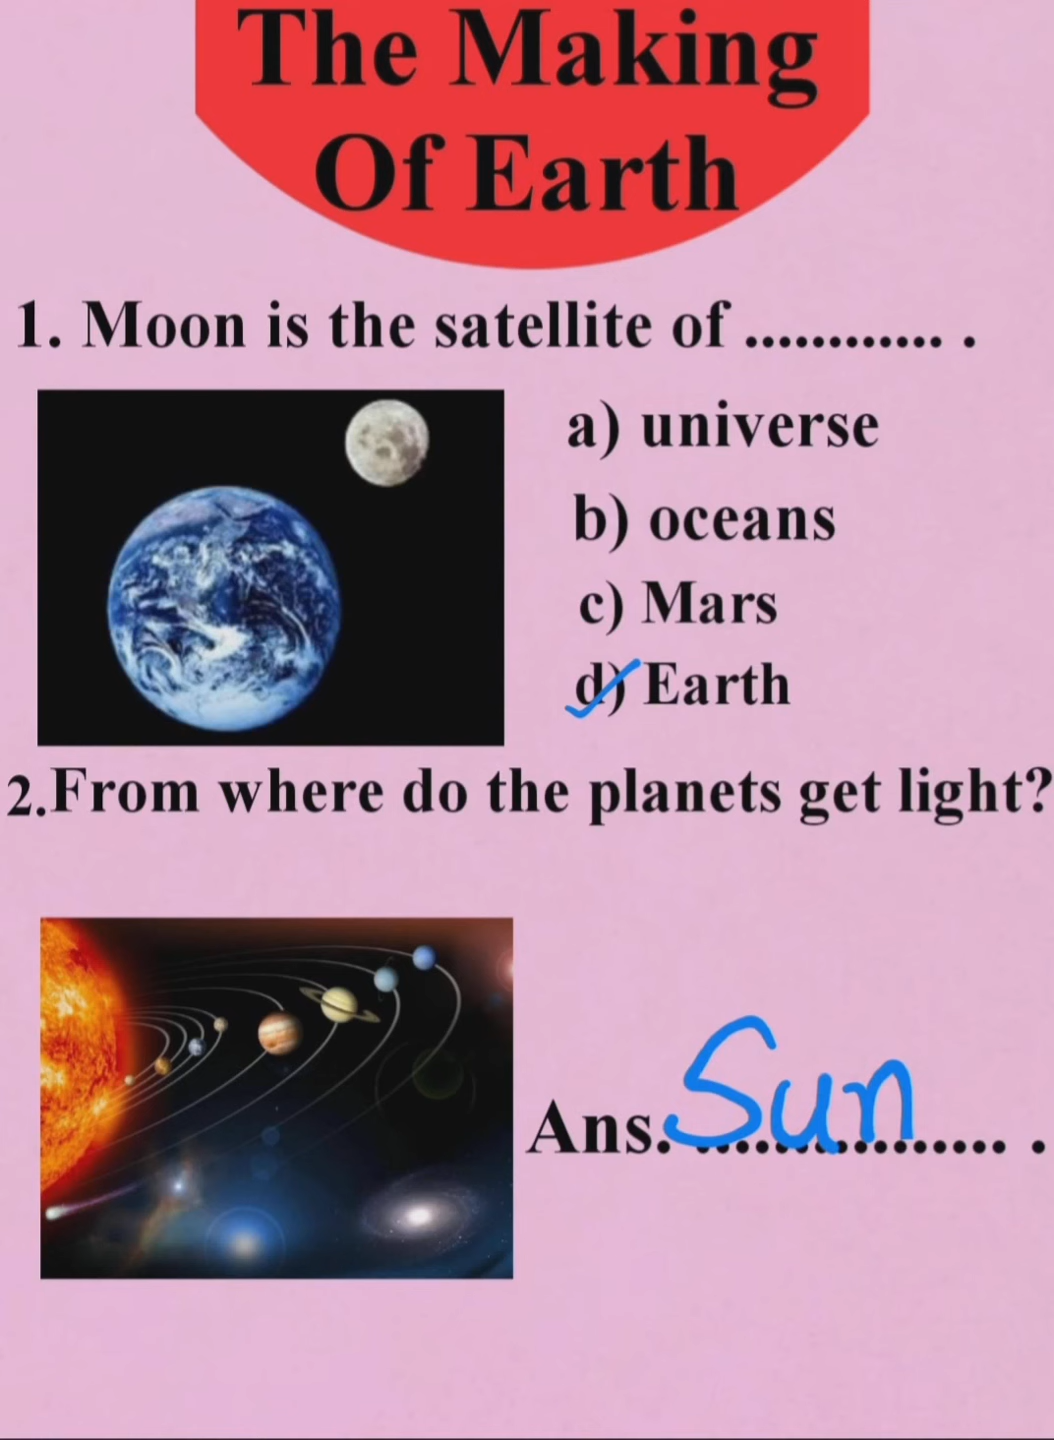 The Making
Of Earth
1. Moon is the satellite of ............ .
a) universe
b) oceans
c) Mars
d) Earth
2.From where do the planets get light?
Ans. Sun ................ .